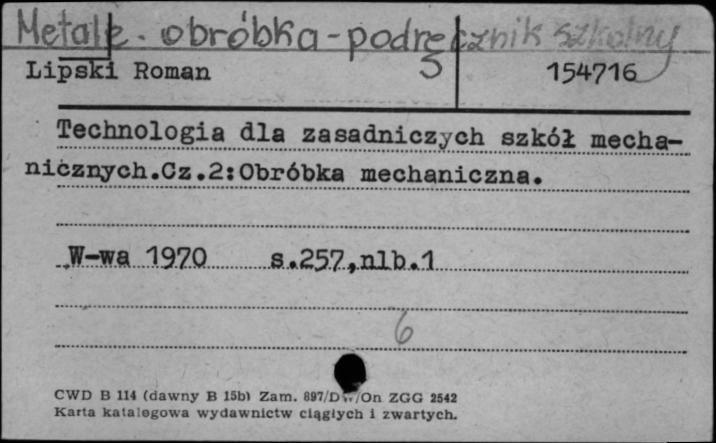 Metale - obróbka - podręcznik szkolny
Lipski Roman 154716
Technologia dla zasadniczych szkół mecha-
nicznych.Cz.2:Obróbka mechaniczna.
W-wa 1970 s.257,nlb.1
6
CWD B 114 (dawny B 15b) Zam. 897/DW/On ZGG 2542
Karta katalogowa wydawnictw ciągłych i zwartych.